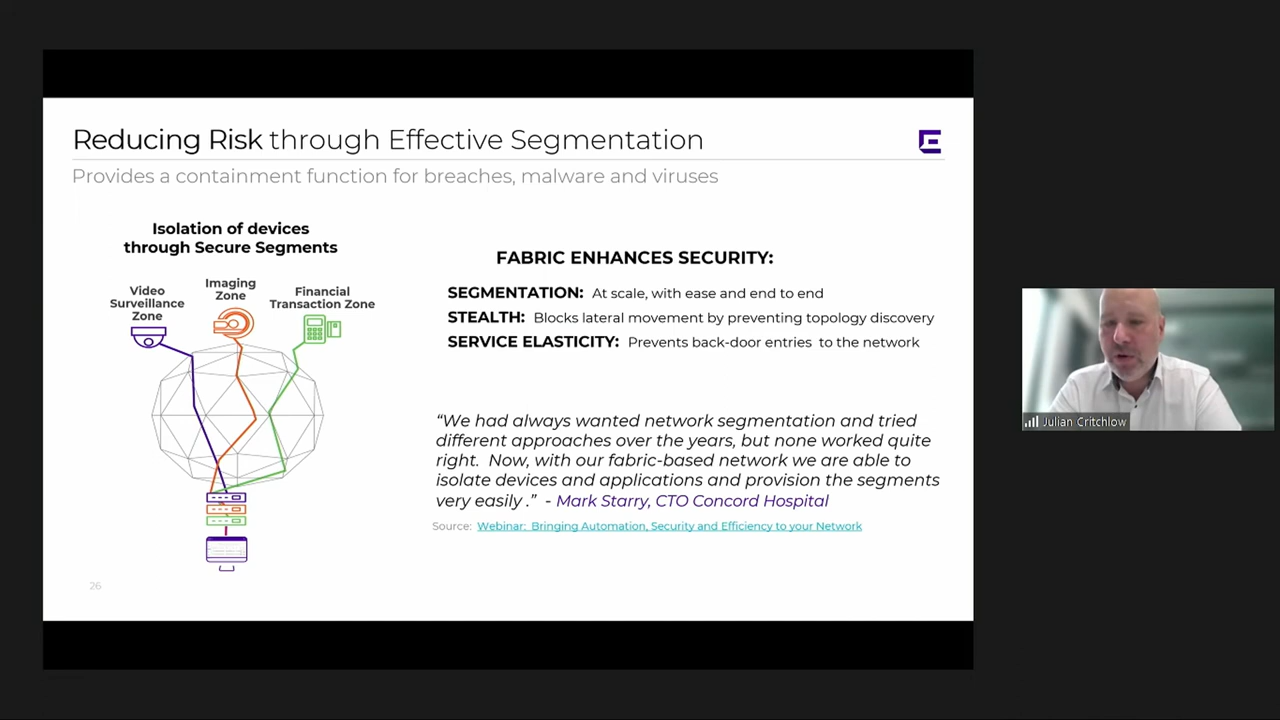 Reducing Risk through Effective Segmentation
Provides a containment function for breaches, malware and viruses
Isolation of devices
through Secure Segments
Video
Surveillance
Zone
Imaging
Zone
Financial
Transaction Zone
FABRIC ENHANCES SECURITY:
SEGMENTATION: At scale, with ease and end to end
STEALTH: Blocks lateral movement by preventing topology discovery
SERVICE ELASTICITY: Prevents back-door entries to the network
“We had always wanted network segmentation and tried
different approaches over the years, but none worked quite
right. Now, with our fabric-based network we are able to
isolate devices and applications and provision the segments
very easily .” - Mark Starry, CTO Concord Hospital
Source: Webinar: Bringing Automation, Security and Efficiency to your Network
26
Julian Critchlow